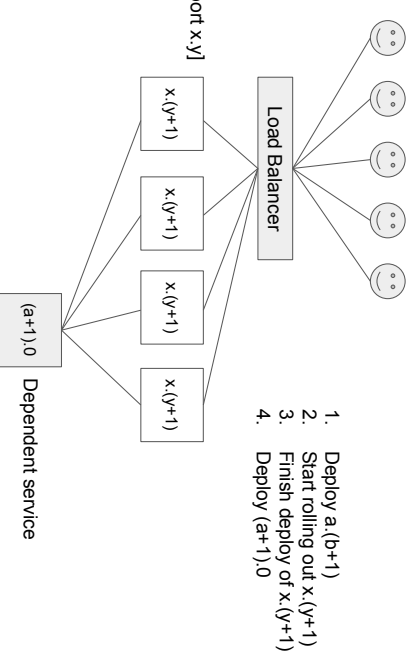 Load Balancer
port x.y]
x.(y+1)
x.(y+1)
x.(y+1)
x.(y+1)
(a+1).0
Dependent service
1. Deploy a.(b+1)
2. Start rolling out x.(y+1)
3. Finish deploy of x.(y+1)
4. Deploy (a+1).0